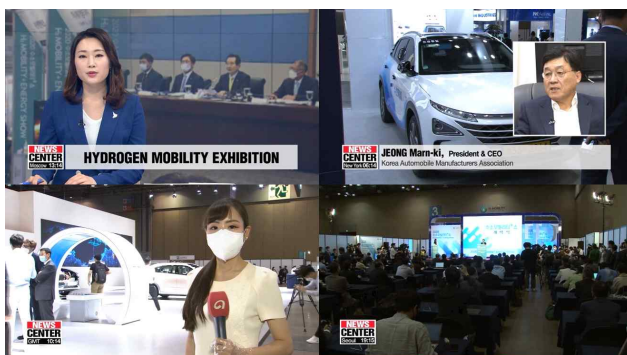 NEWS
CENTER
Moscow 13:14
HYDROGEN MOBILITY EXHIBITION
NEWS
CENTER
New York 06:14
JEONG Marn-ki, President & CEO
Korea Automobile Manufacturers Association
NEWS
CENTER
GMT 10:14
NEWS
CENTER
Seoul 19:15